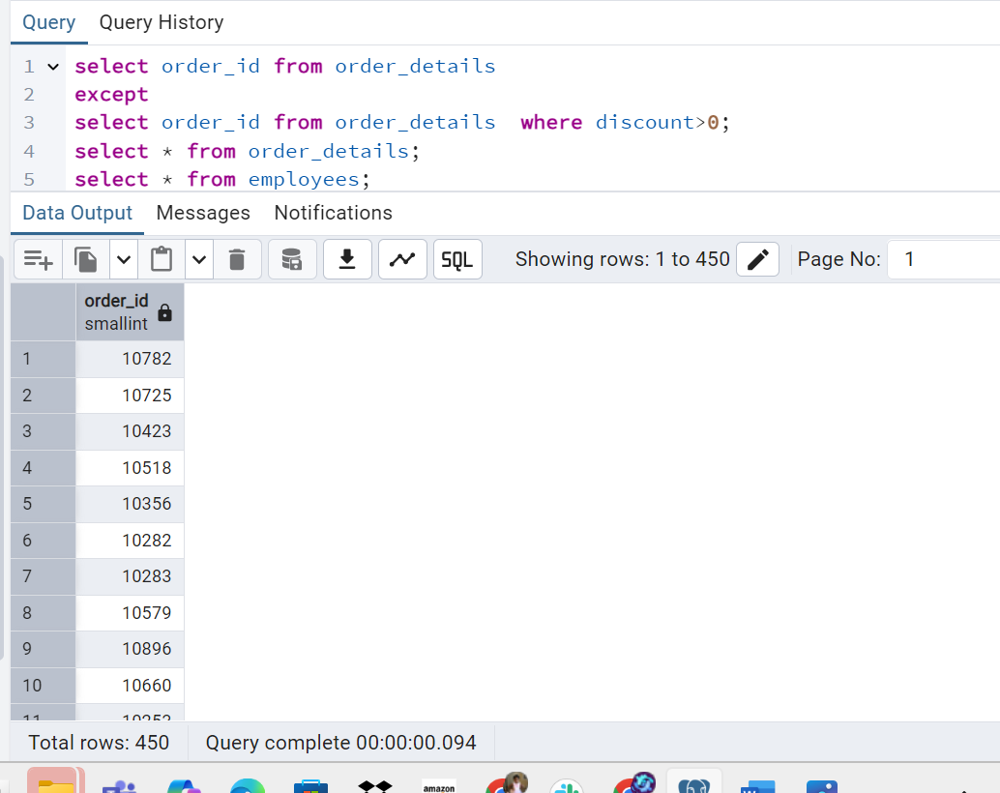 Query Query History
1 select order_id from order_details
2 except
3 select order_id from order_details  where discount>0;
4 select * from order_details;
5 select * from employees;
Data Output Messages Notifications
SQL Showing rows: 1 to 450 Page No: 1
order_id
smallint
1 10782
2 10725
3 10423
4 10518
5 10356
6 10282
7 10283
8 10579
9 10896
10 10660
Total rows: 450 Query complete 00:00:00.094
amazon